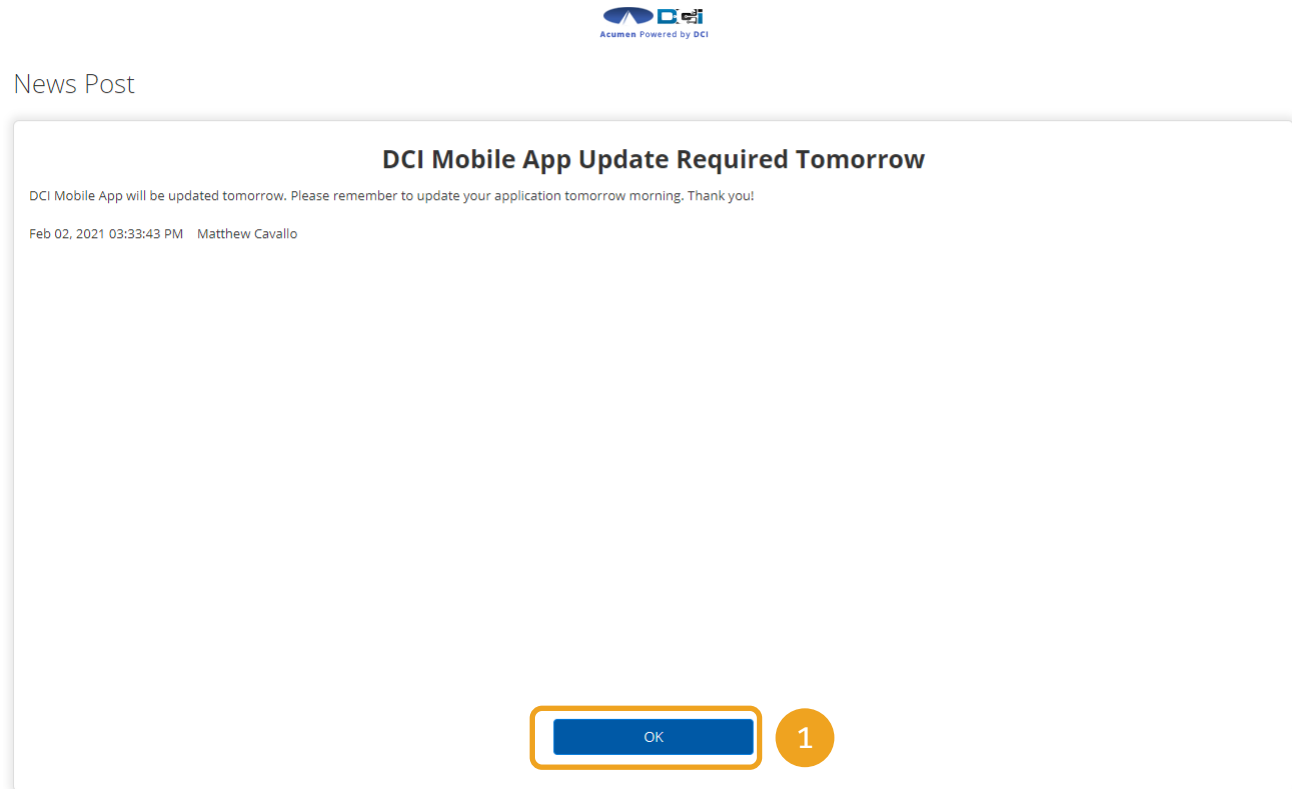 DCi
Acumen Powered by DCI
News Post
DCI Mobile App Update Required Tomorrow
DCI Mobile App will be updated tomorrow. Please remember to update your application tomorrow morning. Thank you!
Feb 02, 2021 03:33:43 PM Matthew Cavallo
OK
1